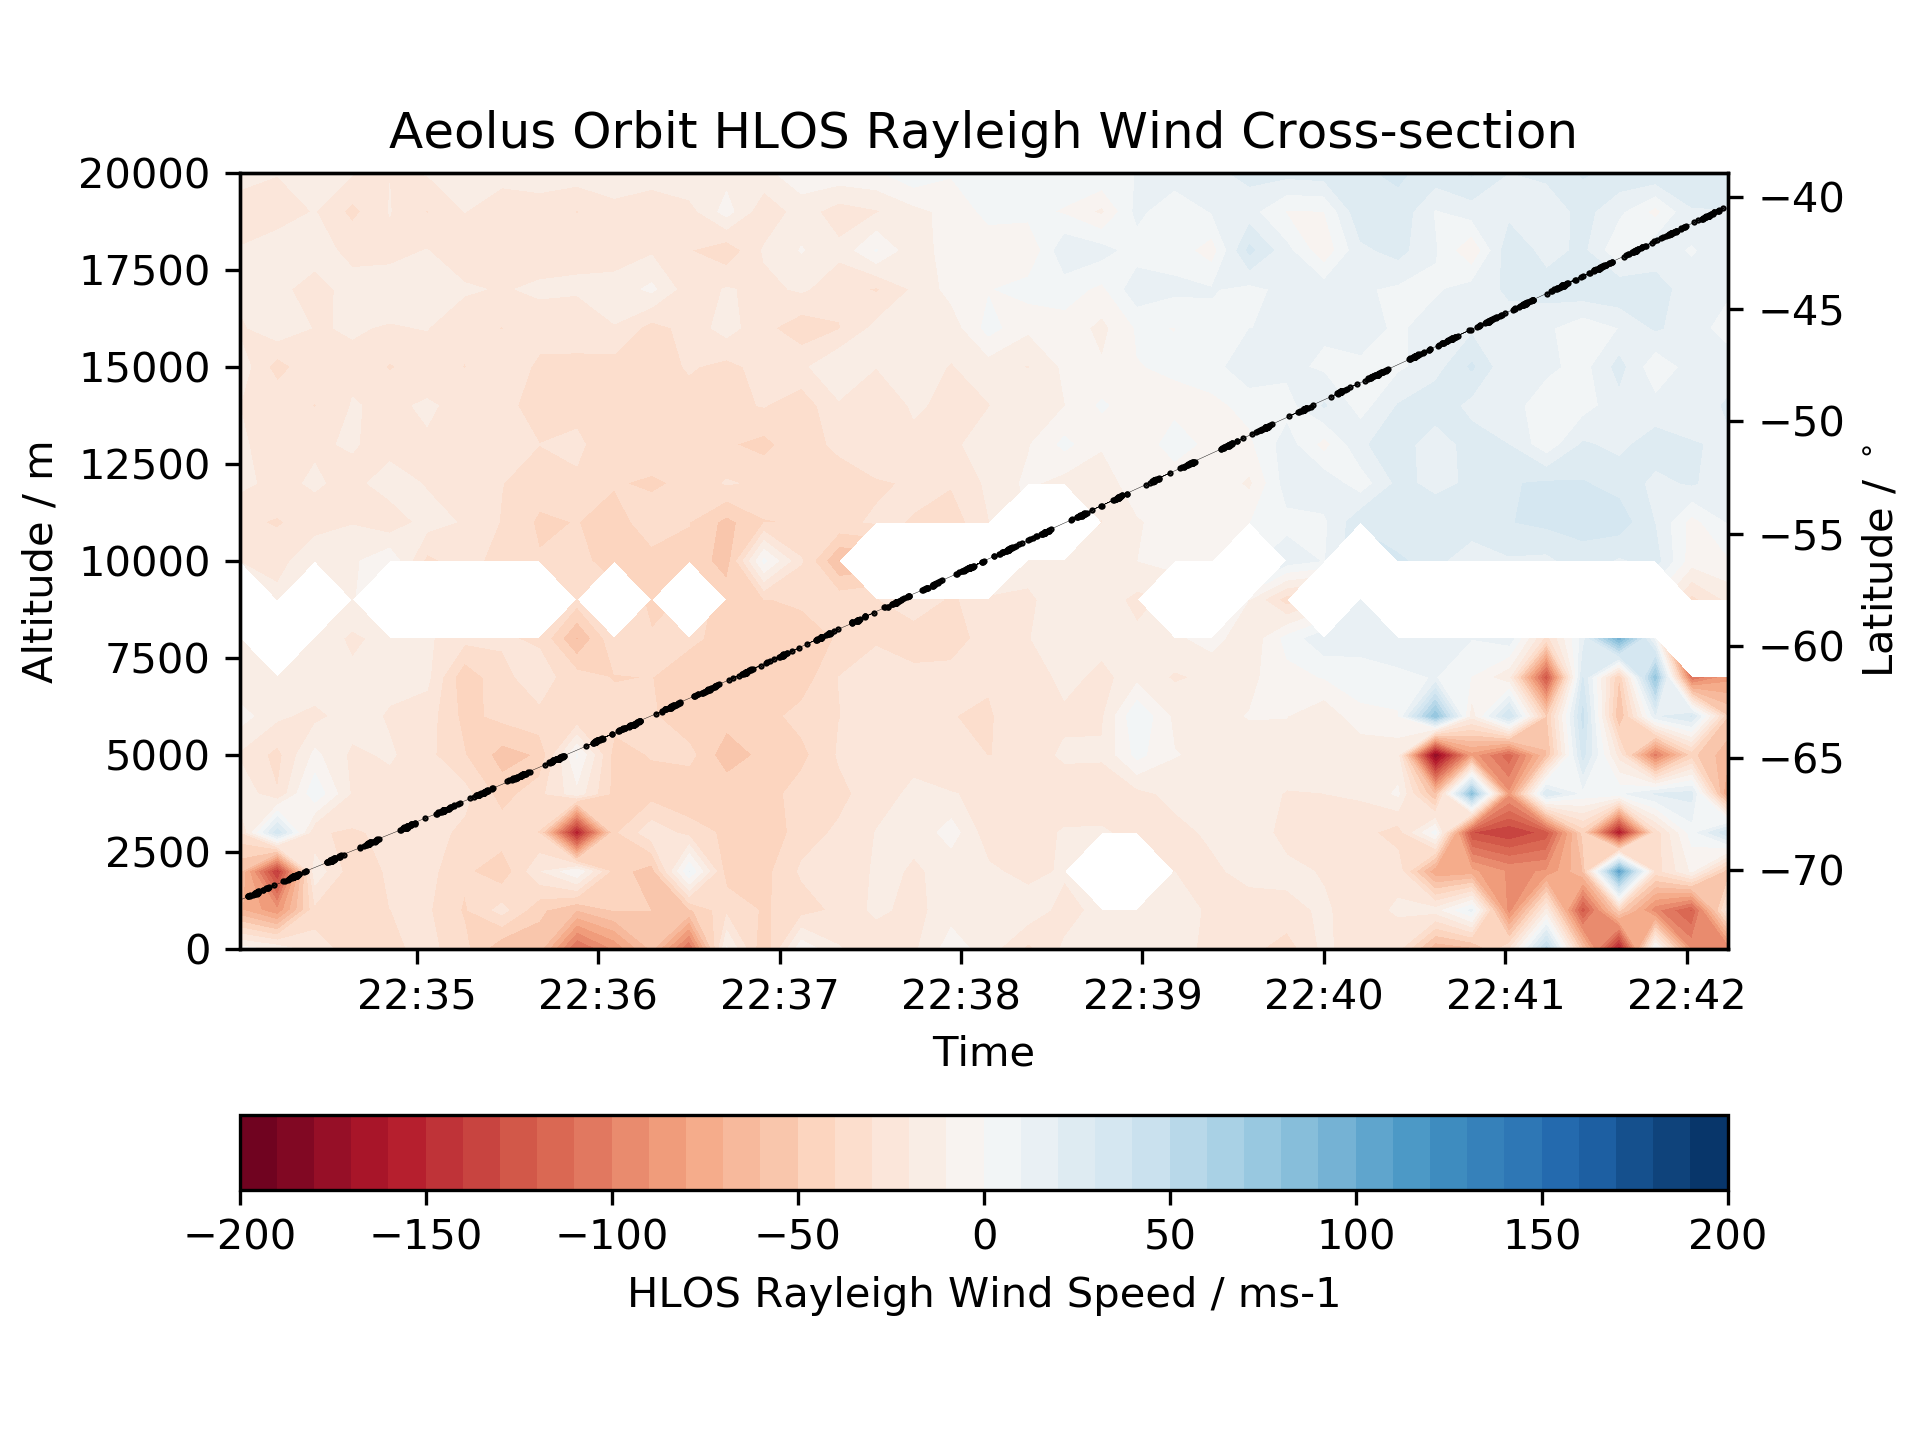 Aeolus Orbit HLOS Rayleigh Wind Cross-section
20000
17500
15000
12500
10000
7500
5000
2500
0
Altitude / m
−40
−45
−50
−55
−60
−65
−70
Latitude / °
22:35 22:36 22:37 22:38 22:39 22:40 22:41 22:42
Time
−200 −150 −100 −50 0 50 100 150 200
HLOS Rayleigh Wind Speed / ms-1